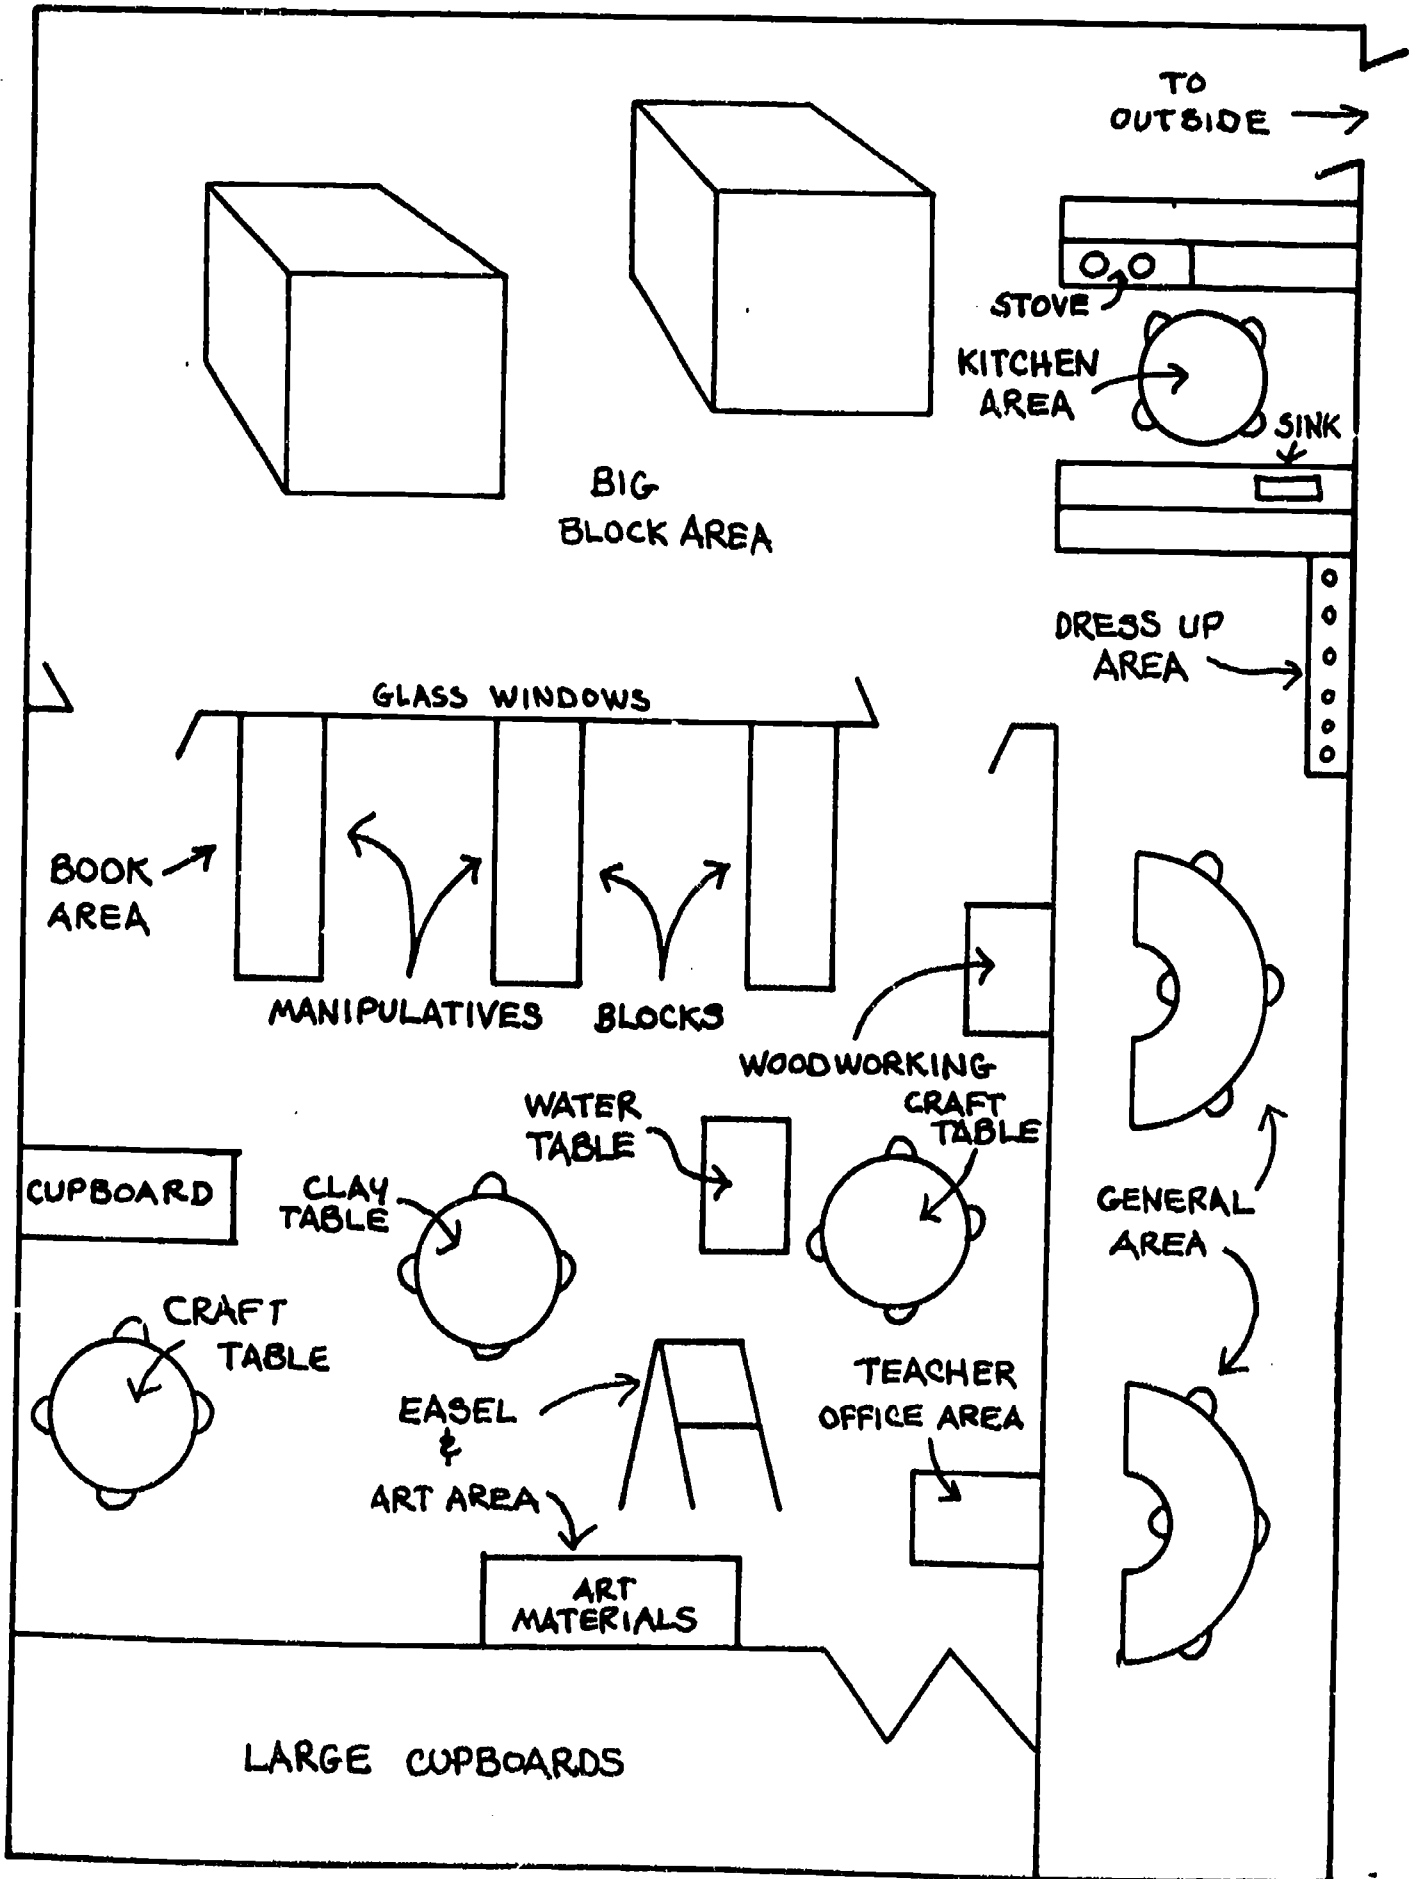 TO
OUTSIDE
STOVE
KITCHEN
AREA
SINK
BIG
BLOCK AREA
DRESS UP
AREA
GLASS WINDOWS
BOOK
AREA
MANIPULATIVES
BLOCKS
WOODWORKING
WATER
TABLE
CRAFT
TABLE
CUPBOARD
CLAY
TABLE
GENERAL
AREA
CRAFT
TABLE
EASEL
&
ART AREA
TEACHER
OFFICE AREA
ART
MATERIALS
LARGE CUPBOARDS